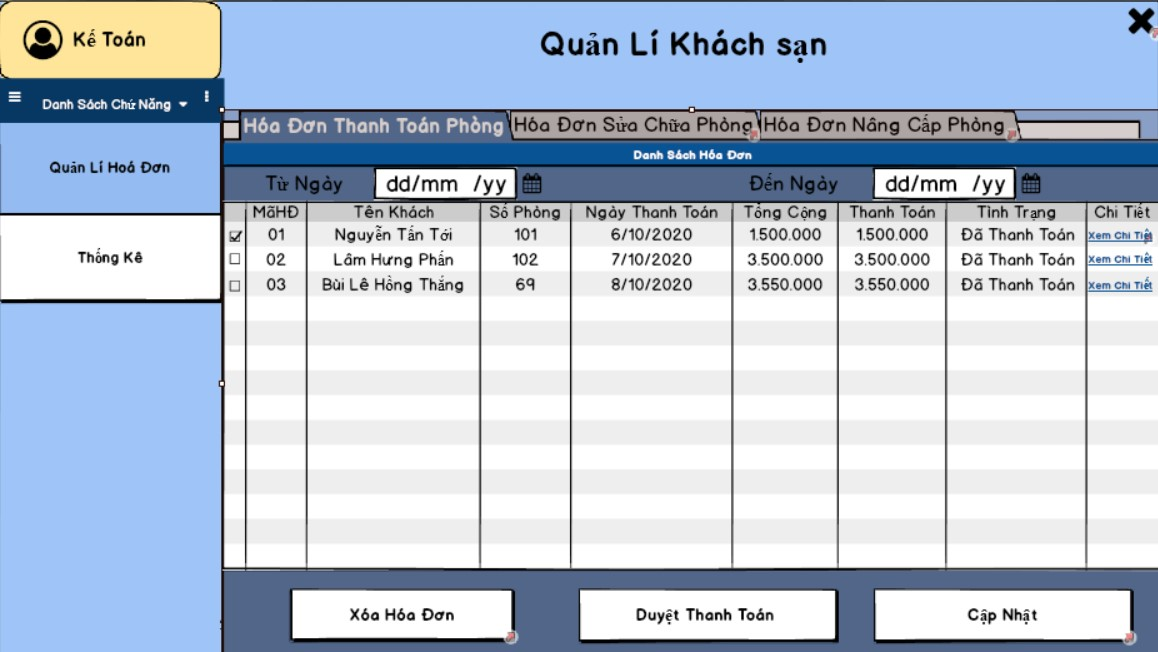 Kế Toán
Quản Lí Khách sạn
Danh Sách Chứ Năng
Hóa Đơn Thanh Toán Phòng Hóa Đơn Sửa Chữa Phòng Hóa Đơn Nâng Cấp Phòng
Danh Sách Hóa Đơn
Quản Lí Hoá Đơn
Thống Kê
Từ Ngày dd/mm /yy Đến Ngày dd/mm /yy
MãHĐ Tên Khách Số Phòng Ngày Thanh Toán Tổng Cộng Thanh Toán Tình Trạng Chi Tiết
01 Nguyễn Tấn Tới 101 6/10/2020 1.500.000 1.500.000 Đã Thanh Toán Xem Chi Tiết
02 Lâm Hưng Phấn 102 7/10/2020 3.500.000 3.500.000 Đã Thanh Toán Xem Chi Tiết
03 Bùi Lê Hồng Thắng 69 8/10/2020 3.550.000 3.550.000 Đã Thanh Toán Xem Chi Tiết
Xóa Hóa Đơn Duyệt Thanh Toán Cập Nhật